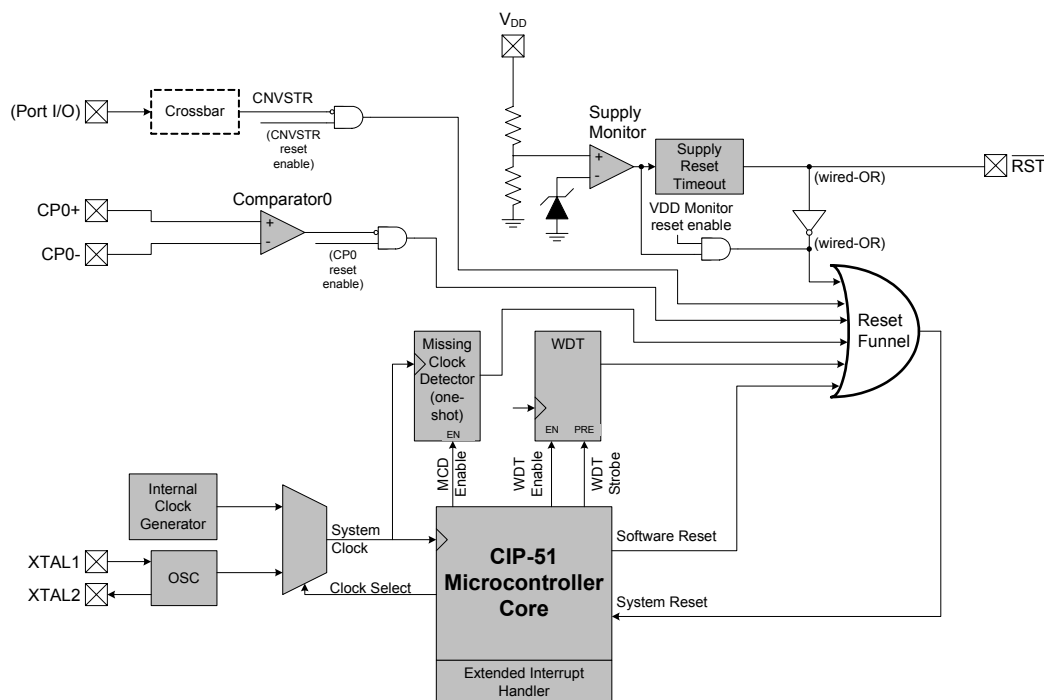 VDD
(Port I/O)
Crossbar
CNVSTR
(CNVSTR
reset
enable)
Supply
Monitor
+
-
Supply
Reset
Timeout
(wired-OR)
RST
CP0+
CP0-
Comparator0
+
-
(CP0
reset
enable)
VDD Monitor
reset enable
(wired-OR)
Reset
Funnel
Missing
Clock
Detector
(one-
shot)
EN
WDT
EN
PRE
MCD
Enable
WDT
Enable
WDT
Strobe
Internal
Clock
Generator
System
Clock
XTAL1
XTAL2
OSC
Clock Select
CIP-51
Microcontroller
Core
Software Reset
System Reset
Extended Interrupt
Handler